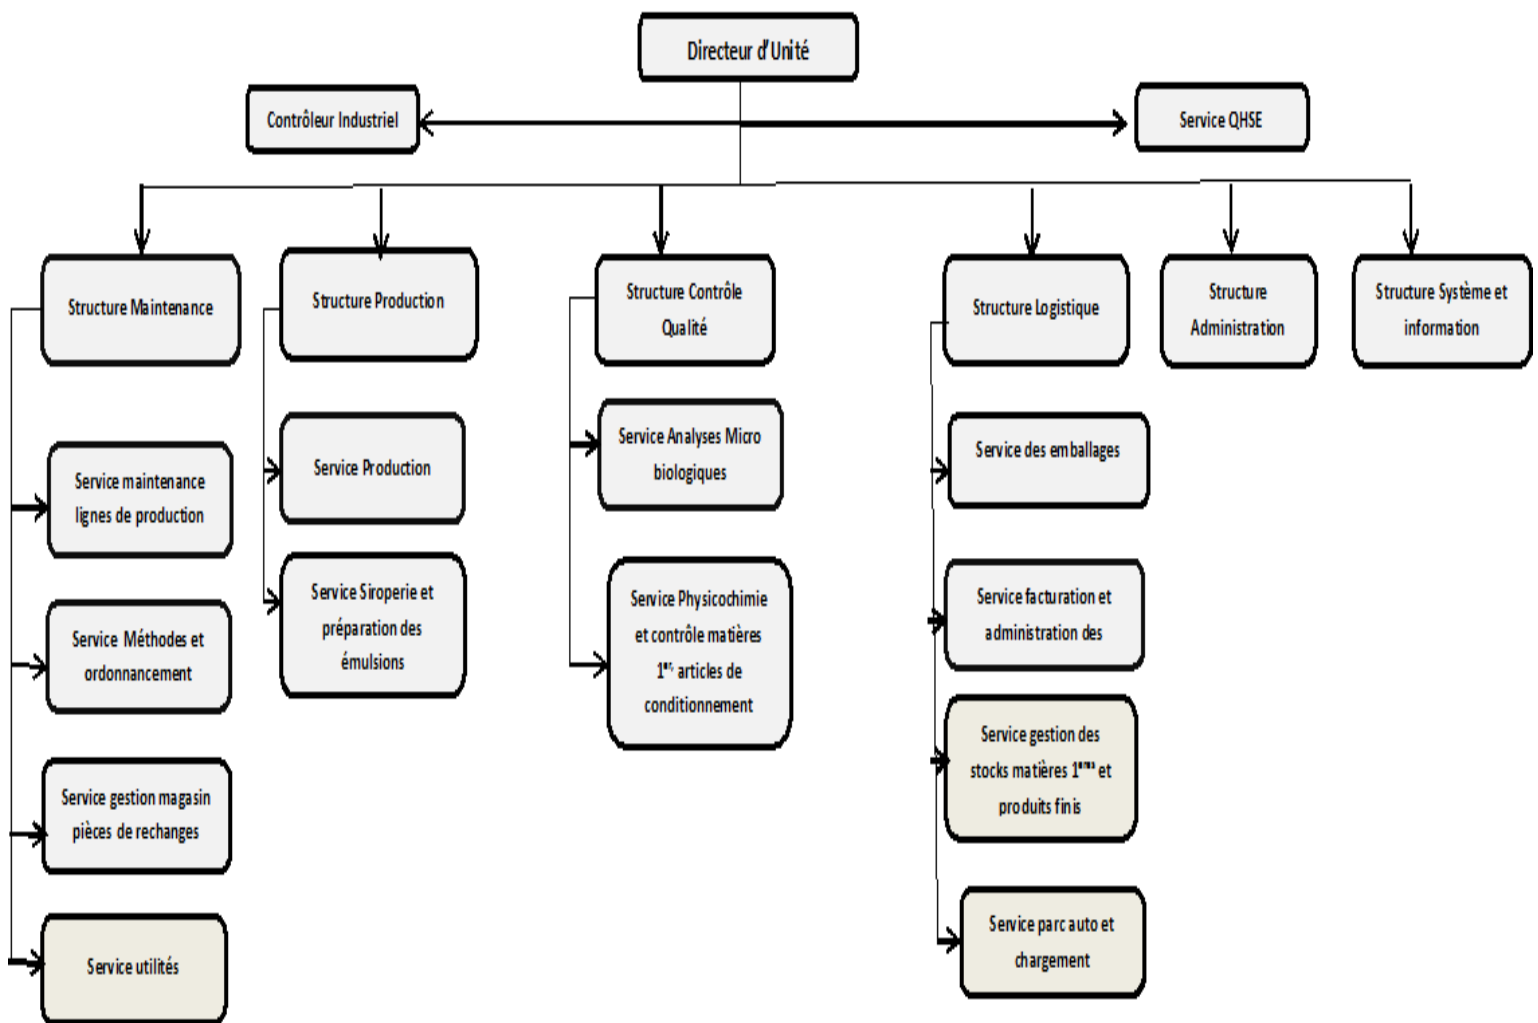 Directeur d'Unité
Contrôleur Industriel
Service QHSE
Structure Maintenance
Structure Production
Structure Contrôle
Qualité
Structure Logistique
Structure
Administration
Structure Système et
information
Service maintenance
lignes de production
Service Méthodes et
ordonnancement
Service gestion magasin
pièces de rechanges
Service utilités
Service Production
Service Siroperie et
préparation des
émulsions
Service Analyses Micro
biologiques
Service Physicochimie
et contrôle matières
articles de
conditionnement
Service des emballages
Service facturation et
administration des
Service gestion des
stocks matières 1ères et
produits finis
Service parc auto et
chargement